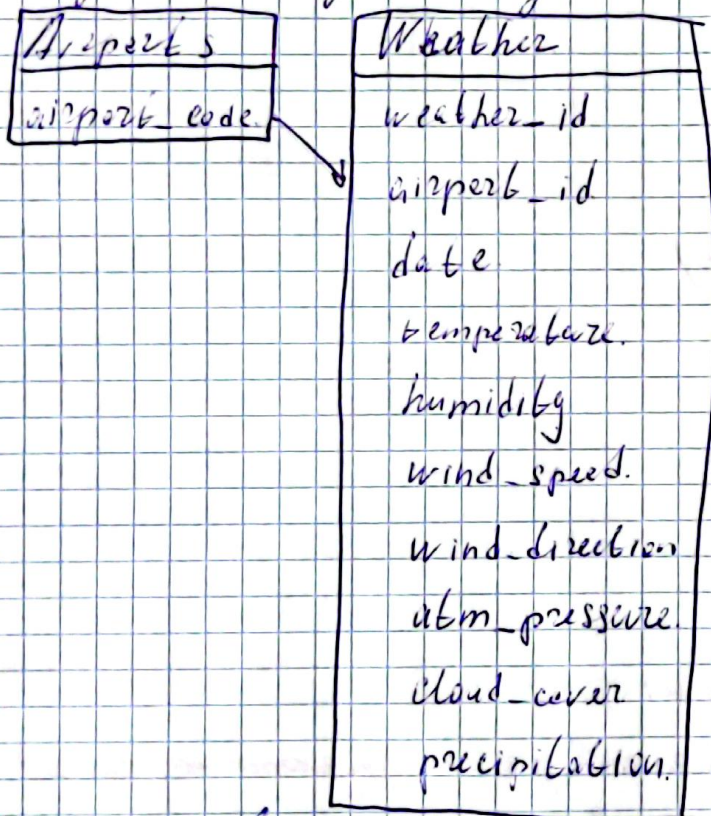 Airports
airport_code.
Weather
weather_id
airport_id
date
temperature.
humidity
wind_speed.
wind_direction
atm_pressure.
cloud_cover
precipitation.